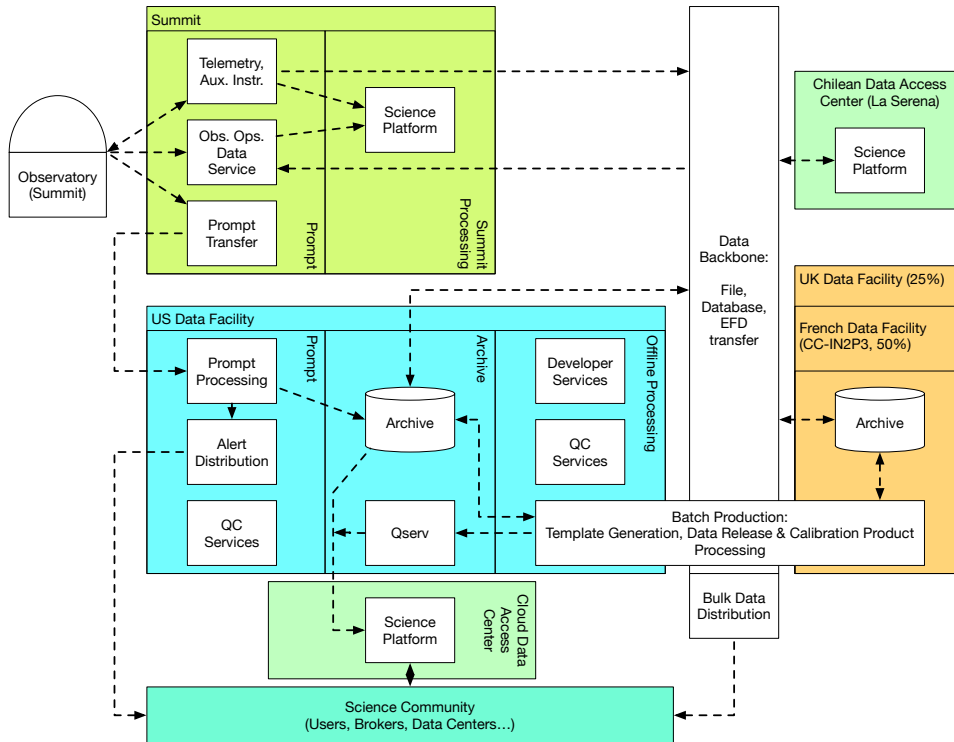 Summit
Telemetry,
Aux. Instr.
Science
Platform
Obs. Ops.
Data
Service
Prompt
Transfer
Prompt
Summit
Processing
Observatory
(Summit)
Data
Backbone:
File,
Database,
EFD
transfer
Chilean Data Access
Center (La Serena)
Science
Platform
UK Data Facility (25%)
French Data Facility
(CC-IN2P3, 50%)
Archive
US Data Facility
Prompt
Processing
Alert
Distribution
QC
Services
Prompt
Archive
Qserv
Archive
Developer
Services
QC
Services
Offline Processing
Batch Production:
Template Generation, Data Release & Calibration Product
Processing
Bulk Data
Distribution
Science
Platform
Cloud Data
Access
Center
Science Community
(Users, Brokers, Data Centers…)